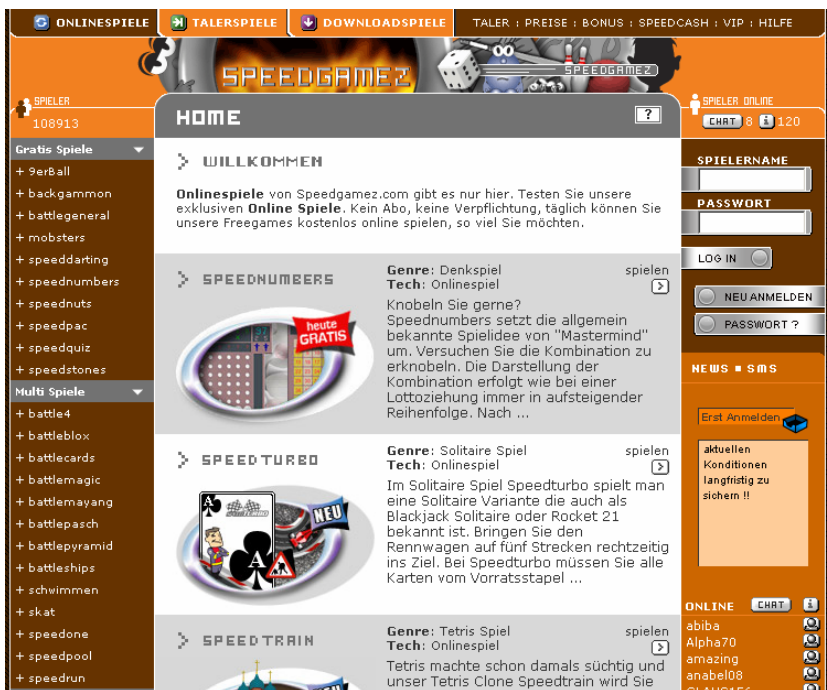 ONLINESPIELE
TALERSPIELE
DOWNLOADSPIELE
TALER : PREISE : BONUS : SPEEDCASH : VIP : HILFE
SPEEDGAMEZ
SPEEDGAMEZ
SPIELER
108913
Gratis Spiele
+ 9erBall
+ backgammon
+ battlegeneral
+ mobsters
+ speeddarting
+ speednumbers
+ speednuts
+ speedpac
+ speedquiz
+ speedstones
Multi Spiele
+ battle4
+ battleblox
+ battlecards
+ battlemagic
+ battlemayang
+ battlepasch
+ battlepyramid
+ battleships
+ schwimmen
+ skat
+ speedone
+ speedpool
+ speedrun
HOME
?
WILLKOMMEN
Onlinespiele von Speedgamez.com gibt es nur hier. Testen Sie unsere
exklusiven Online Spiele. Kein Abo, keine Verpflichtung, täglich können Sie
unsere Freegames kostenlos online spielen, so viel Sie möchten.
SPEEDNUMBERS
heute
GRATIS
Genre: Denkspiel
spielen
Tech: Onlinespiel
Knobeln Sie gerne?
Speednumbers setzt die allgemein
bekannte Spielidee von "Mastermind"
um. Versuchen Sie die Kombination zu
erknobeln. Die Darstellung der
Kombination erfolgt wie bei einer
Lottoziehung immer in aufsteigender
Reihenfolge. Nach ...
SPEEDTURBO
A
NEU
A
Genre: Solitaire Spiel
spielen
Tech: Onlinespiel
Im Solitaire Spiel Speedturbo spielt man
eine Solitaire Variante die auch als
Blackjack Solitaire oder Rocket 21
bekannt ist. Bringen Sie den
Rennwagen auf fünf Strecken rechtzeitig
ins Ziel. Bei Speedturbo müssen Sie alle
Karten vom Vorratsstapel ...
SPEEDTRAIN
Genre: Tetris Spiel
spielen
Tech: Onlinespiel
Tetris machte schon damals süchtig und
unser Tetris Clone Speedtrain wird Sie
SPIELER ONLINE
CHAT 8 i 120
SPIELERNAME
PASSWORT
LOG IN
NEU ANMELDEN
PASSWORT ?
NEWS SMS
Erst Anmelden
aktuellen
Konditionen
langfristig zu
sichern !!
ONLINE CHAT i
abiba
Alpha70
amazing
anabel08